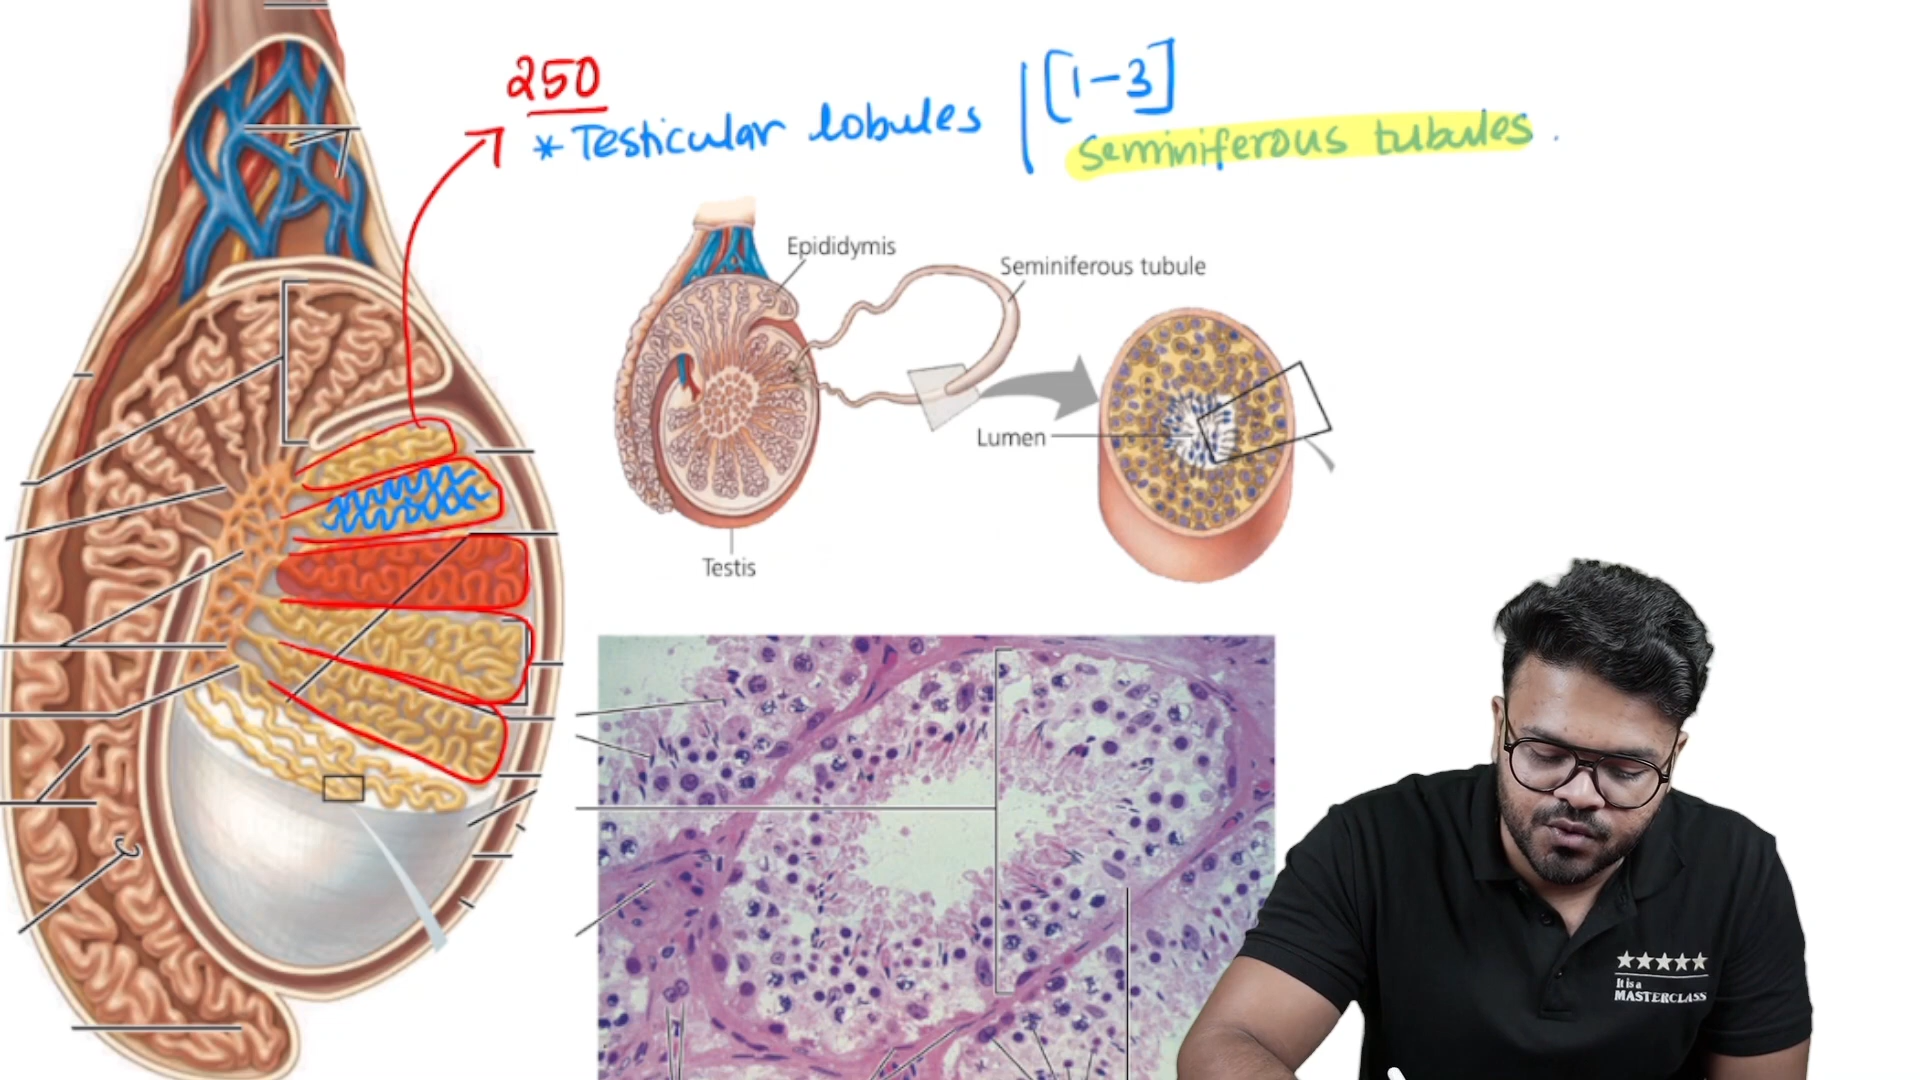 250
* Testicular lobules | [1-3]
Seminiferous tubules.
Epididymis
Seminiferous tubule
Lumen
Testis
It is a
MASTERCLASS